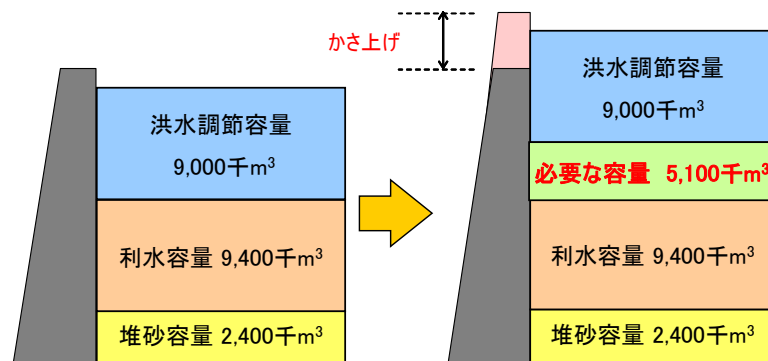 かさ上げ
洪水調節容量
9,000千m³
利水容量 9,400千m³
堆砂容量 2,400千m³
洪水調節容量
9,000千m³
必要な容量 5,100千m³
利水容量 9,400千m³
堆砂容量 2,400千m³